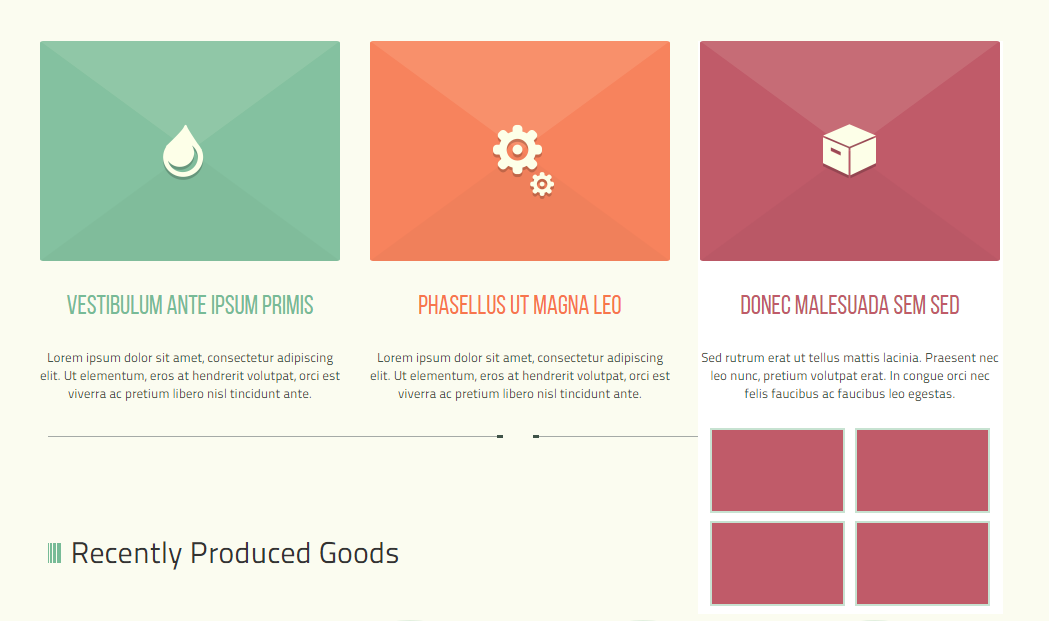 VESTIBULUM ANTE IPSUM PRIMIS
Lorem ipsum dolor sit amet, consectetur adipiscing
elit. Ut elementum, eros at hendrerit volutpat, orci est
viverra ac pretium libero nisl tincidunt ante.
PHASELLUS UT MAGNA LEO
Lorem ipsum dolor sit amet, consectetur adipiscing
elit. Ut elementum, eros at hendrerit volutpat, orci est
viverra ac pretium libero nisl tincidunt ante.
DONEC MALESUADA SEM SED
Sed rutrum erat ut tellus mattis lacinia. Praesent nec
leo nunc, pretium volutpat erat. In congue orci nec
felis faucibus ac faucibus leo egestas.
Recently Produced Goods